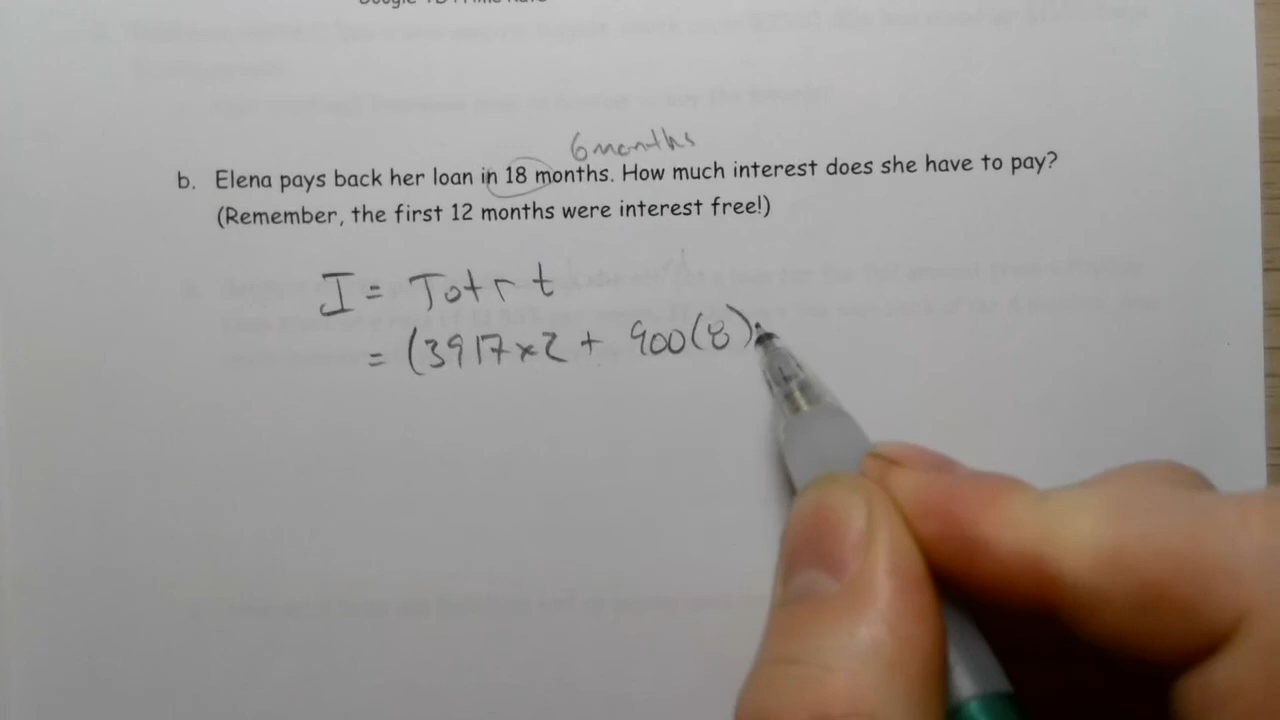 6 months
b. Elena pays back her loan in 18 months. How much interest does she have to pay?
(Remember, the first 12 months were interest free!)
I = Tot r t
= (3917×2 + 900(8)